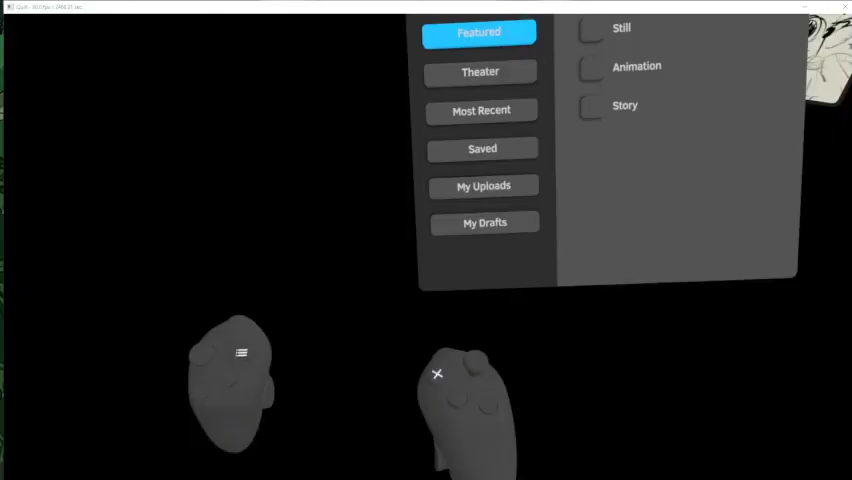 Featured
Theater
Most Recent
Saved
My Uploads
My Drafts
Still
Animation
Story